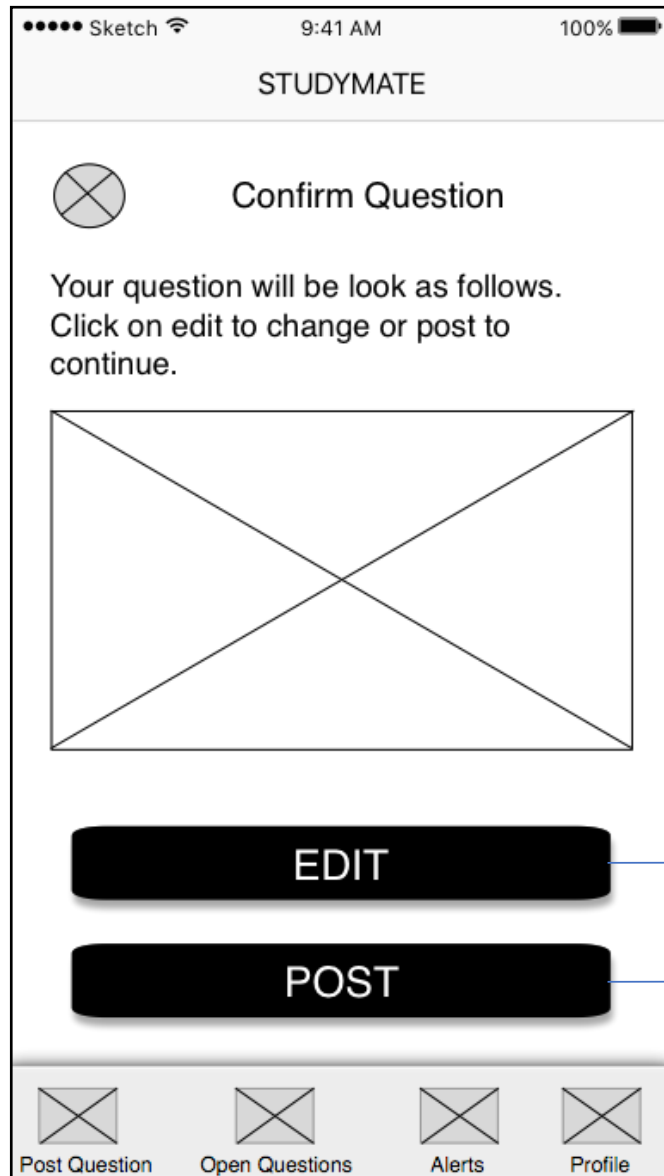 ●●●●● Sketch 9:41 AM 100%
STUDYMATE
Confirm Question
Your question will be look as follows.
Click on edit to change or post to
continue.
EDIT
POST
Post Question Open Questions Alerts Profile